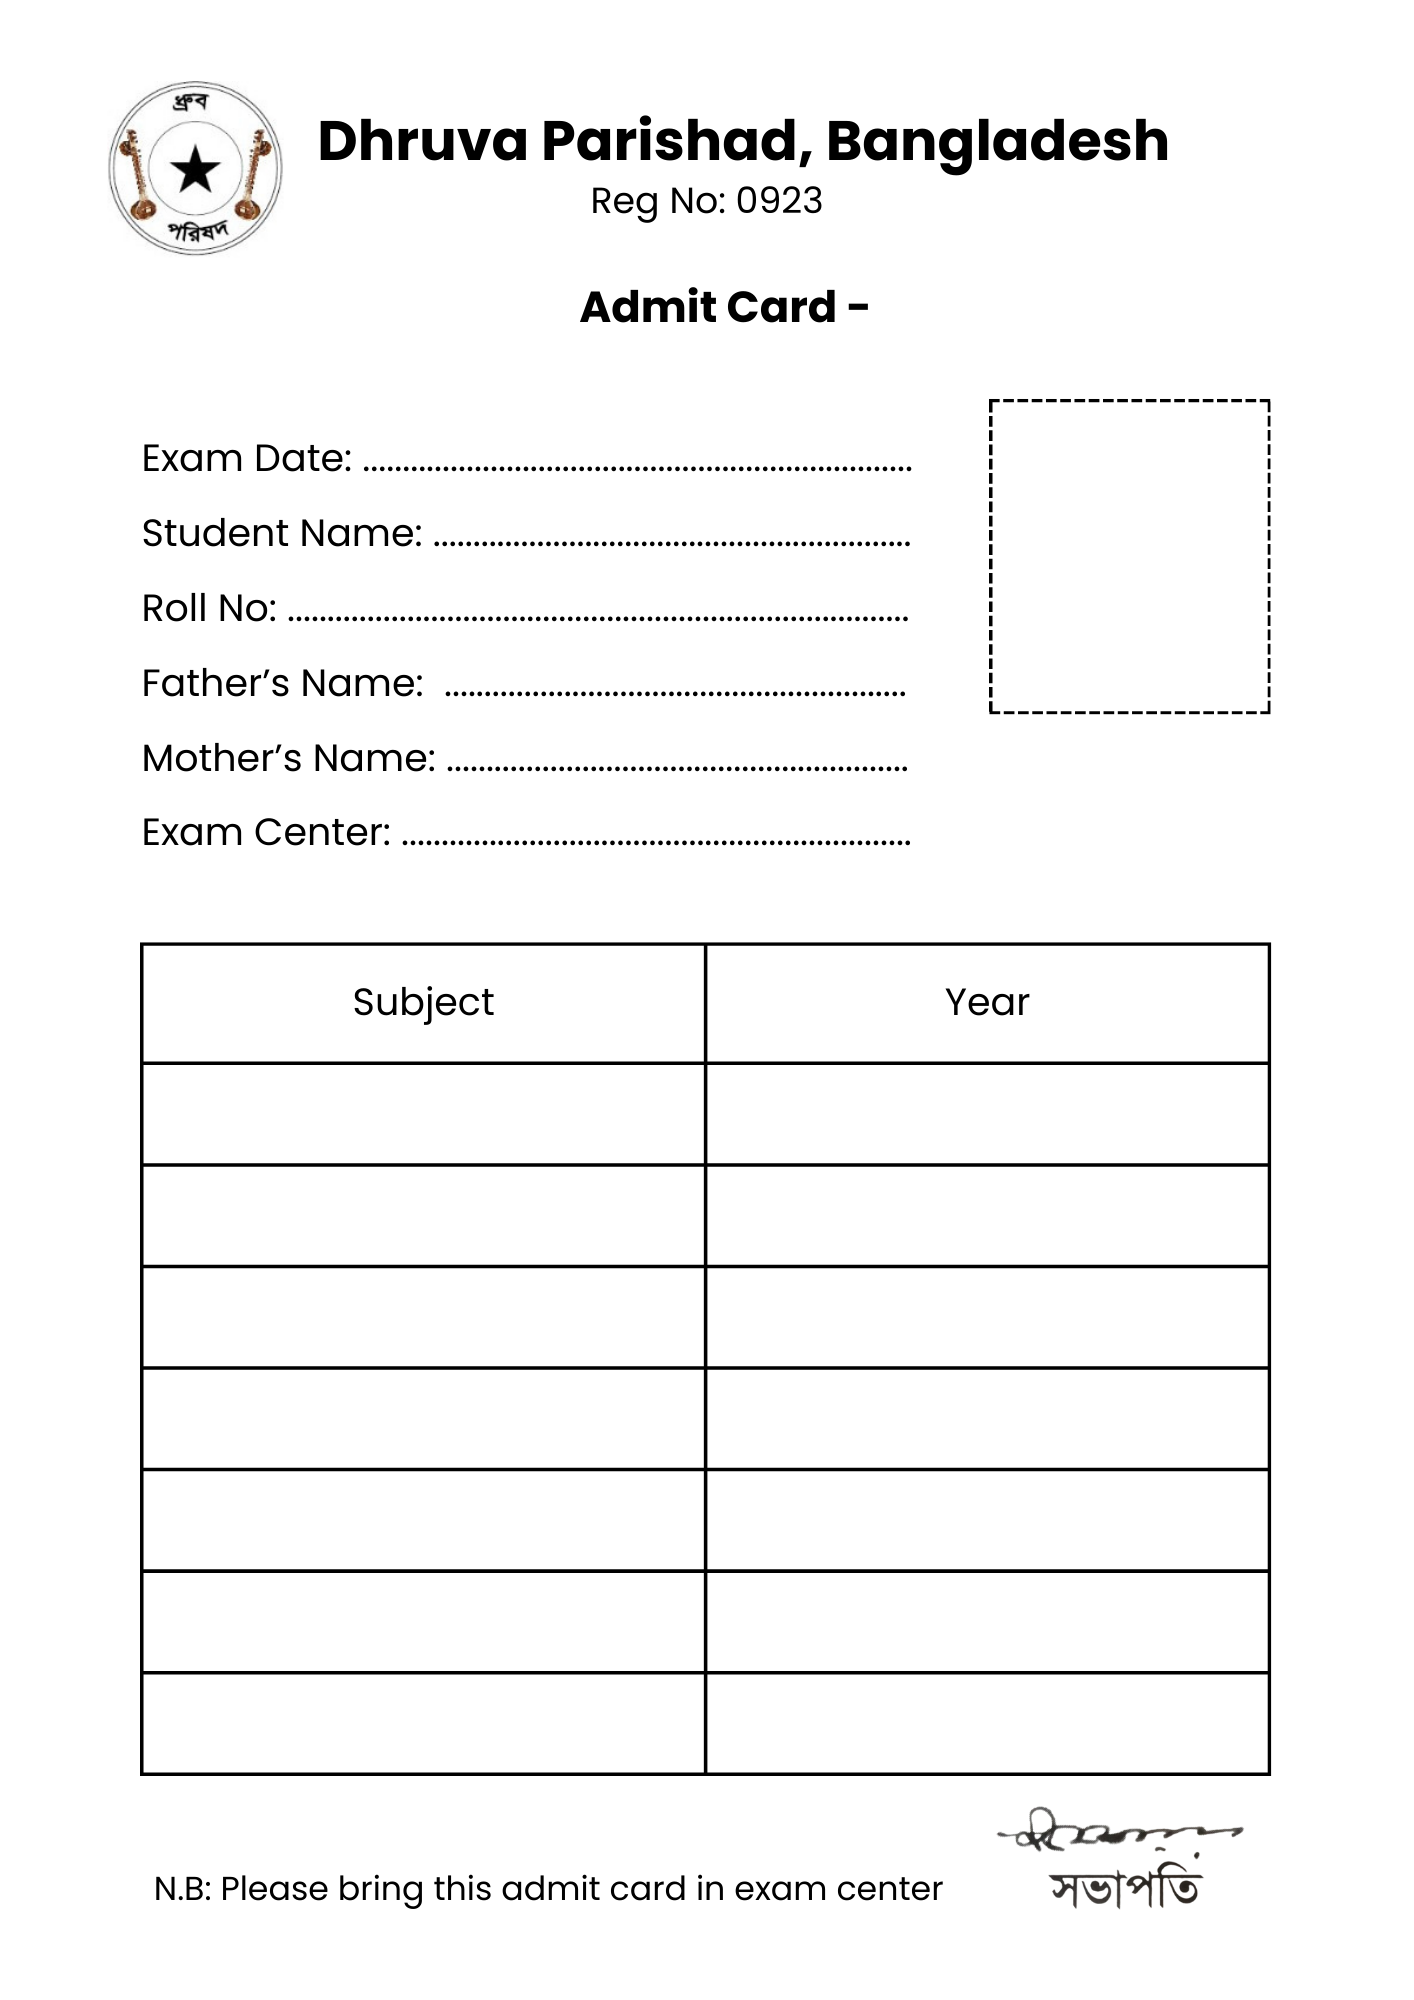 ধ্রুব
পরিষদ
Dhruva Parishad, Bangladesh
Reg No: 0923
Admit Card -
Exam Date: .....................................................................
Student Name: ............................................................
Roll No: ..............................................................................
Father’s Name:  ..........................................................
Mother’s Name: ..........................................................
Exam Center: ................................................................
Subject Year
N.B: Please bring this admit card in exam center
সভাপতি